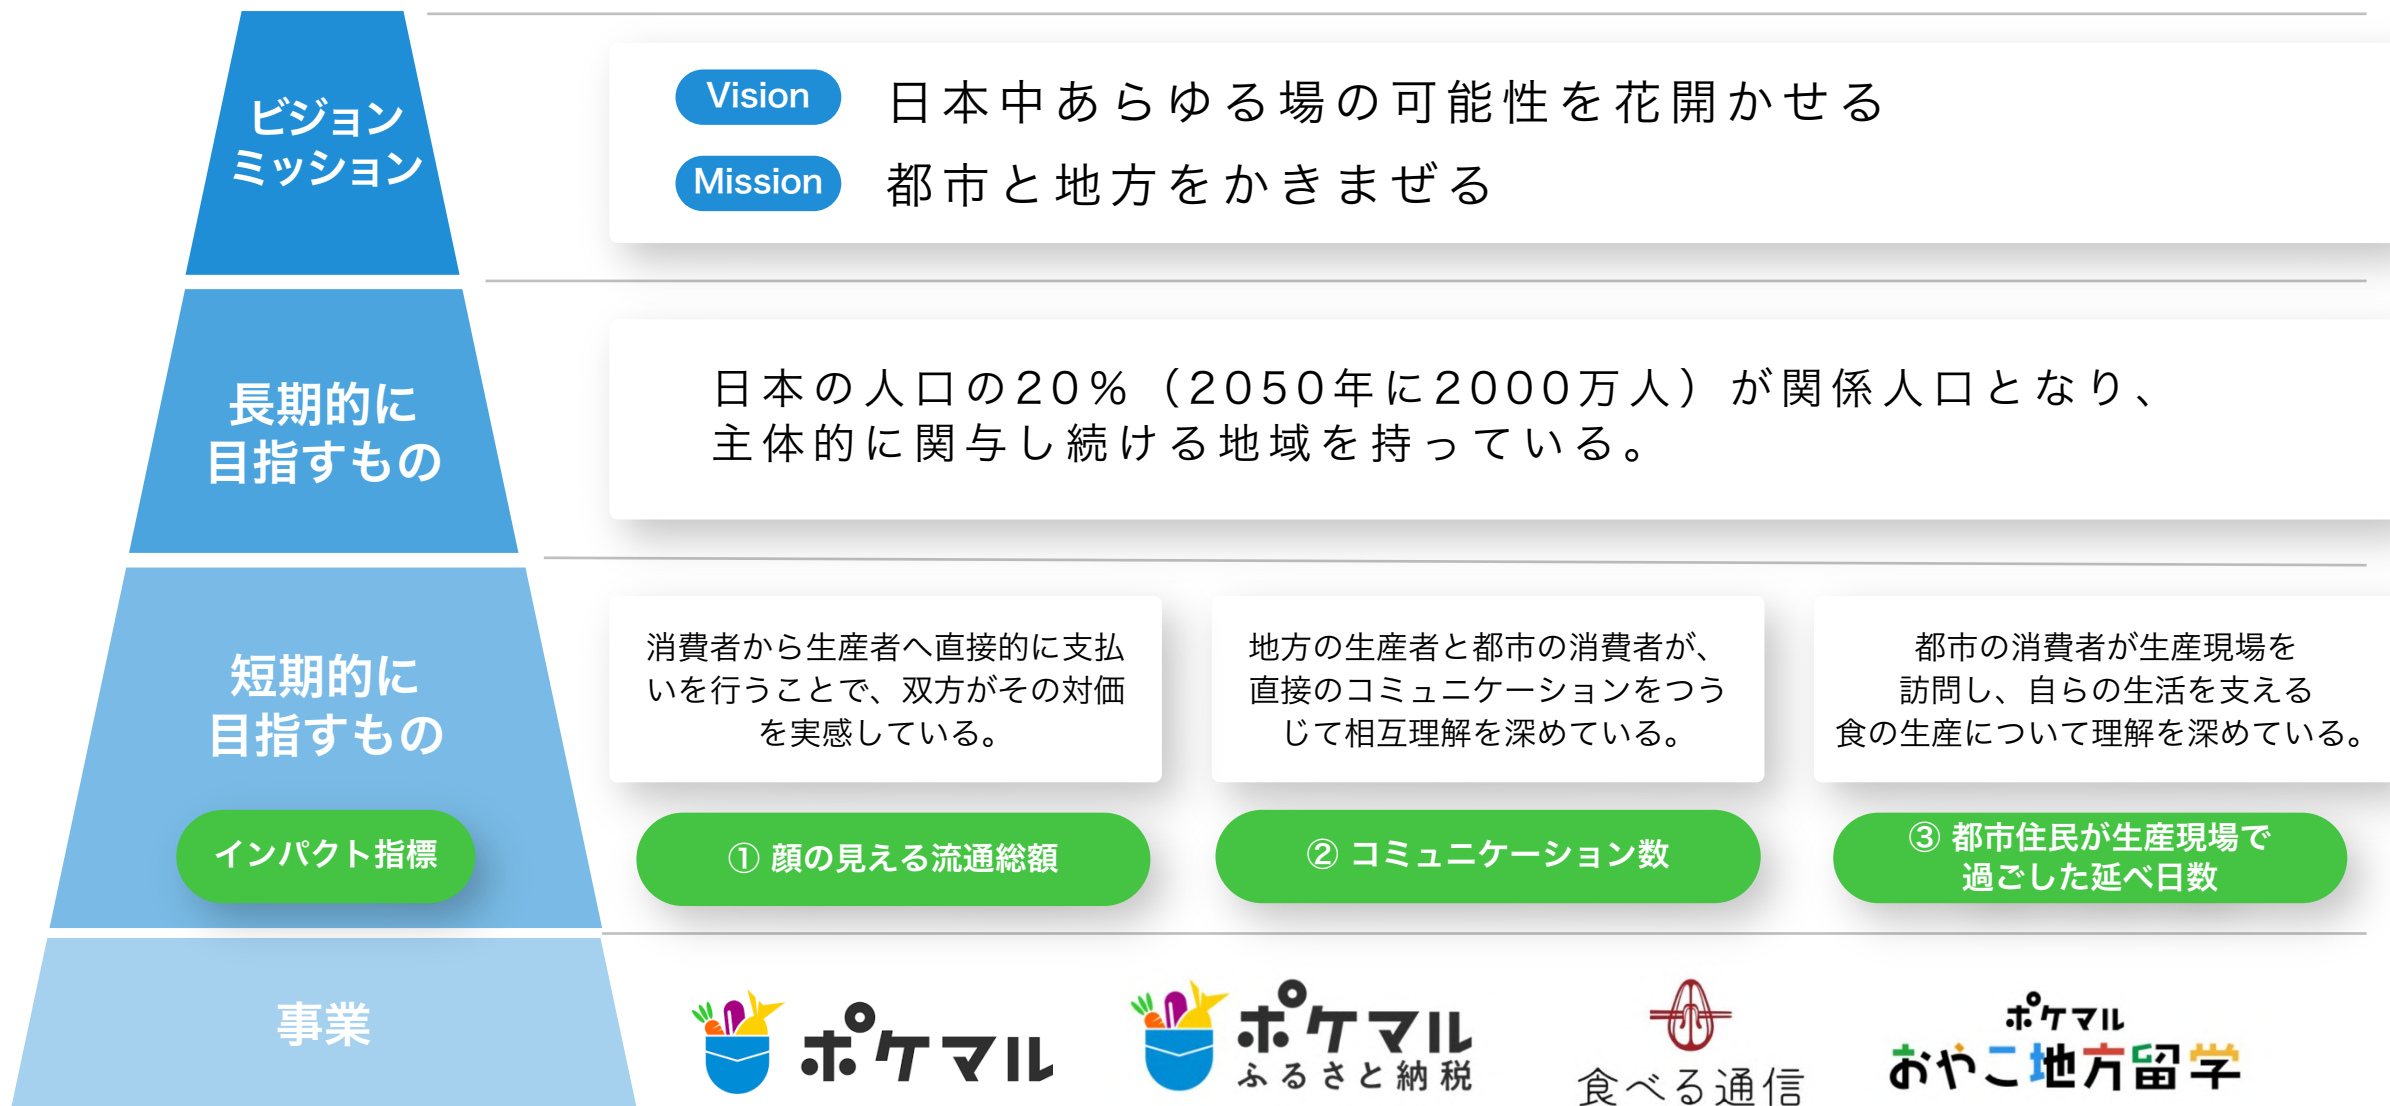 ビジョン
ミッション
Vision
日本中あらゆる場の可能性を花開かせる
Mission
都市と地方をかきまぜる
長期的に
目指すもの
日本の人口の20%（2050年に2000万人）が関係人口となり、
主体的に関与し続ける地域を持っている。
短期的に
目指すもの
インパクト指標
消費者から生産者へ直接的に支払
いを行うことで、双方がその対価
を実感している。
① 顔の見える流通総額
地方の生産者と都市の消費者が、
直接のコミュニケーションをつう
じて相互理解を深めている。
② コミュニケーション数
都市の消費者が生産現場を
訪問し、自らの生活を支える
食の生産について理解を深めている。
③ 都市住民が生産現場で
過ごした延べ日数
事業
ポケマル
ポケマル
ふるさと納税
食べる通信
ポケマル
おやこ地方留学